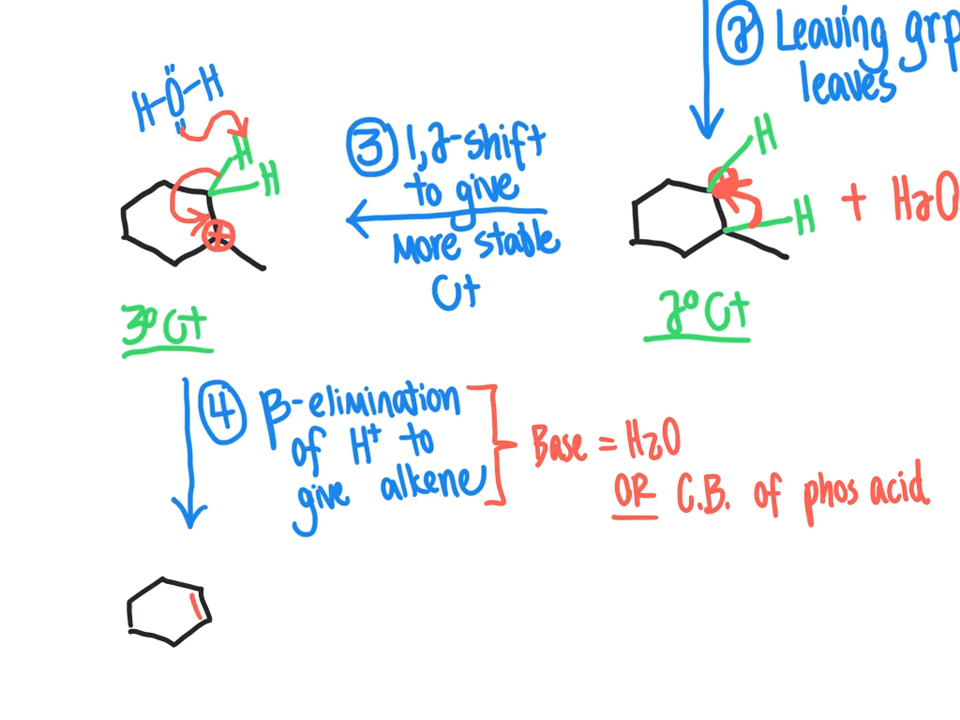 ② Leaving grp
leaves
H-Ö-H
H
H
③ 1,2-shift
to give
More stable
C+
H
H
+ H2O
3° C+
2° C+
④ β-elimination
of H+ to
give alkene
Base = H2O
OR C.B. of phos acid